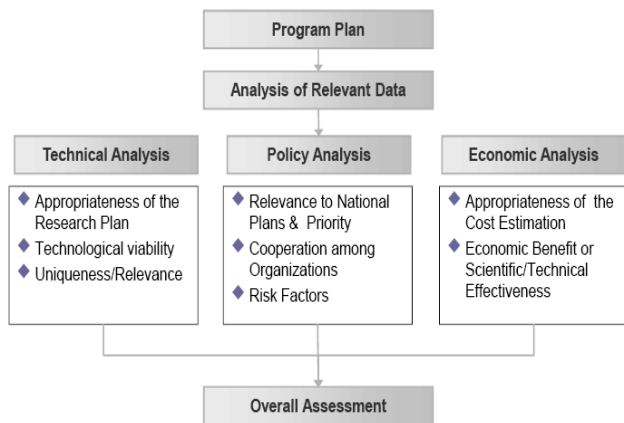 Program Plan
Analysis of Relevant Data
Technical Analysis
Appropriateness of the
Research Plan
Technological viability
Uniqueness/Relevance
Policy Analysis
Relevance to National
Plans & Priority
Cooperation among
Organizations
Risk Factors
Economic Analysis
Appropriateness of the
Cost Estimation
Economic Benefit or
Scientific/Technical
Effectiveness
Overall Assessment